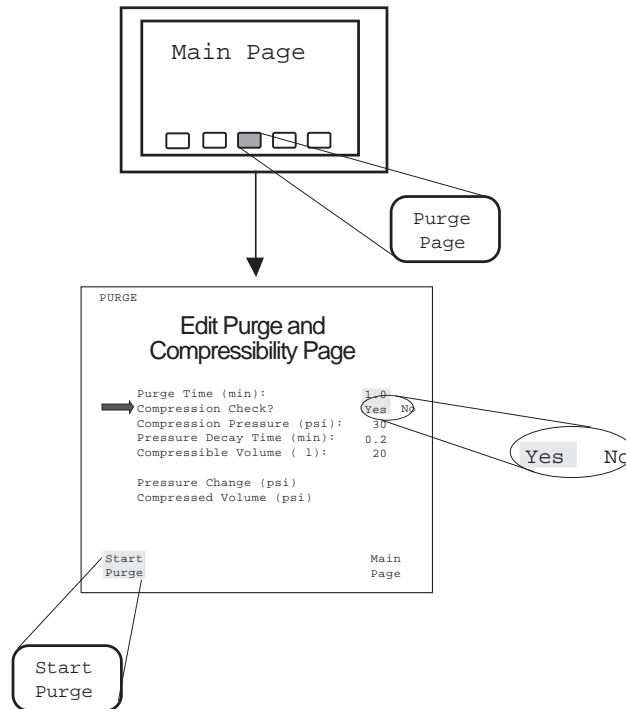 Main Page
Purge
Page
PURGE
Edit Purge and
Compressibility Page
Purge Time (min): 1.0
Compression Check? Yes No
Compression Pressure (psi): 30
Pressure Decay Time (min): 0.2
Compressible Volume ( l): 20
Pressure Change (psi)
Compressed Volume (psi)
Yes No
Start
Purge
Main
Page
Start
Purge